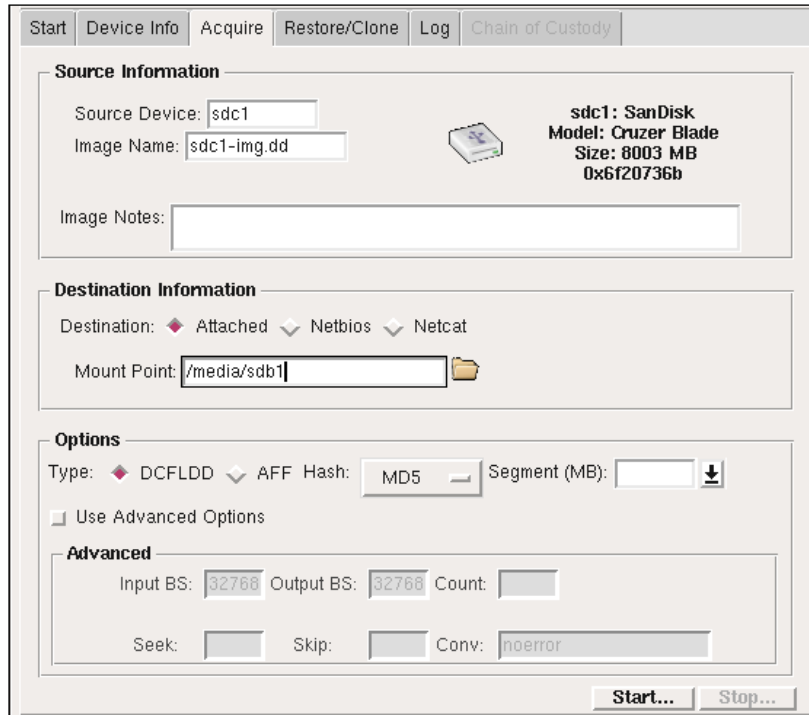 Start Device Info Acquire Restore/Clone Log Chain of Custody
Source Information
Source Device: sdc1
Image Name: sdc1-img.dd
sdc1: SanDisk
Model: Cruzer Blade
Size: 8003 MB
0x6f20736b
Image Notes:
Destination Information
Destination: Attached Netbios Netcat
Mount Point: /media/sdb1
Options
Type: DCFLDD AFF Hash: MD5 Segment (MB):
Use Advanced Options
Advanced
Input BS: 32768 Output BS: 32768 Count:
Seek: Skip: Conv: noerror
Start... Stop...